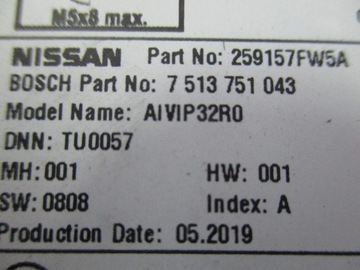 M5x8 max.
NISSAN Part No: 259157FW5A
BOSCH Part No: 7 513 751 043
Model Name: AIVIP32R0
DNN: TU0057
MH:001 HW: 001
SW:0808 Index: A
Production Date: 05.2019